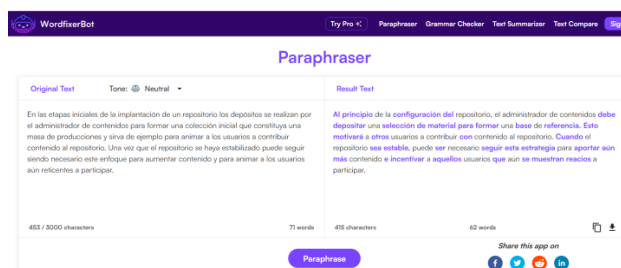 WordfixerBot
Try Pro
Paraphraser Grammar Checker Text Summarizer Text Compare
Paraphraser
Original Text Tone: Neutral
Result Text
En las etapas iniciales de la implantación de un repositorio los depósitos se realizan por
el administrador de contenidos para formar una colección inicial que constituya una
masa de producciones y sirva de ejemplo para animar a los usuarios a contribuir
contenido al repositorio. Una vez que el repositorio se haya estabilizado puede seguir
siendo necesario este enfoque para aumentar contenido y para animar a los usuarios
aún reticentes a participar.
Al principio de la configuración del repositorio, el administrador de contenidos debe
depositar una selección de material para formar una base de referencia. Esto
motivará a otros usuarios a contribuir con contenido al repositorio. Cuando el
repositorio sea estable, puede ser necesario seguir esta estrategia para aportar aún
más contenido e incentivar a aquellos usuarios que aún se muestran reacios a
participar.
453 / 3000 characters 71 words
415 characters 62 words
Paraphrase
Share this app on